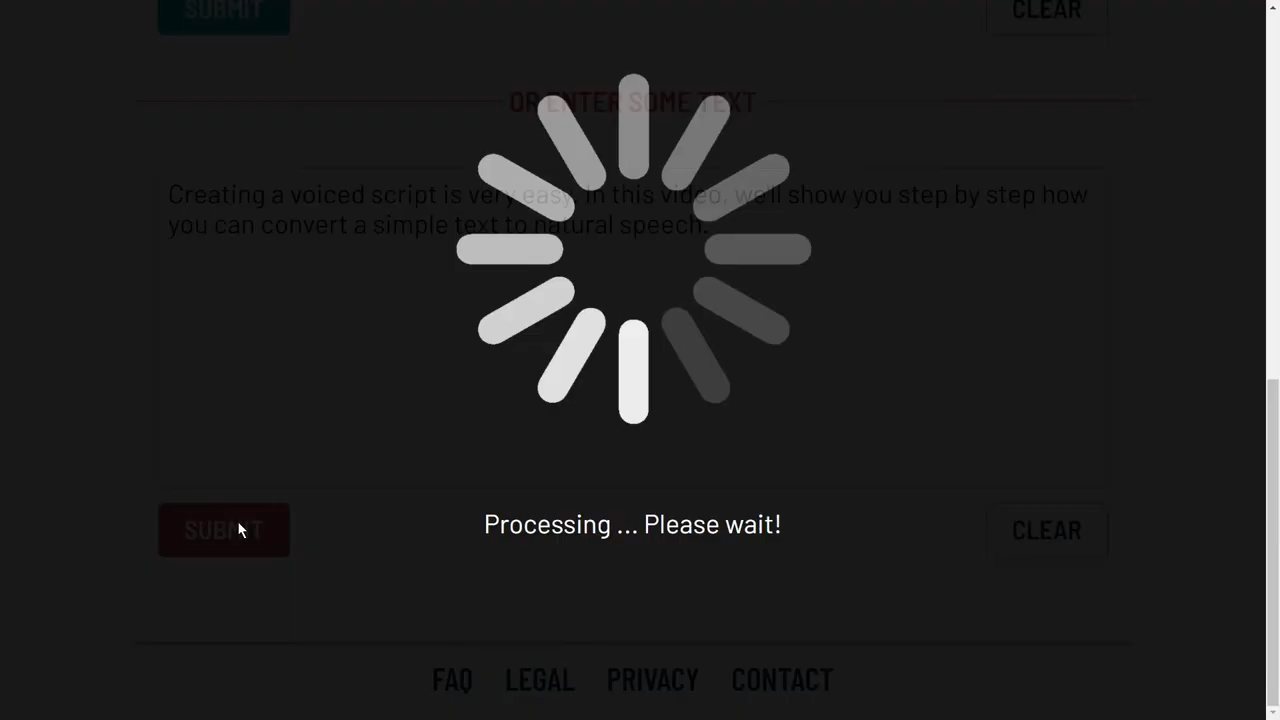 SUBMIT CLEAR
OR ENTER SOME TEXT
Creating a voiced script is very easy. In this video, we'll show you step by step how
you can convert a simple text to natural speech.
SUBMIT Processing ... Please wait! CLEAR
FAQ LEGAL PRIVACY CONTACT